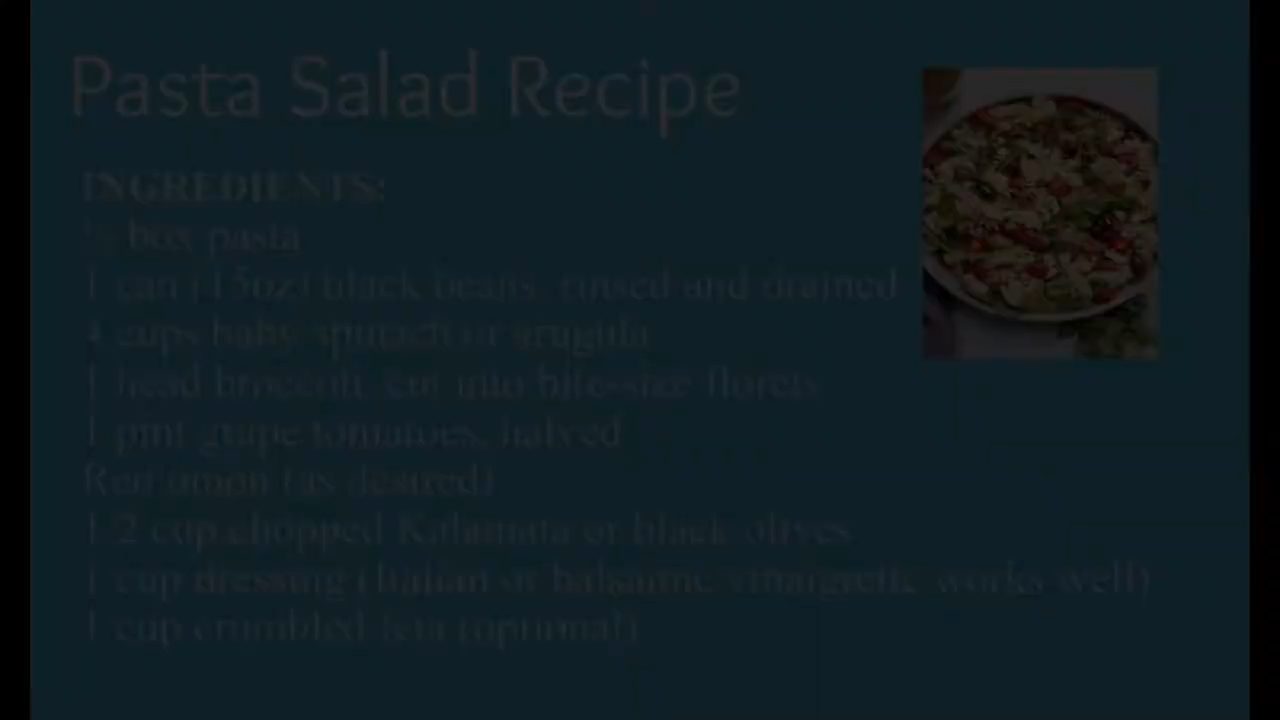 Pasta Salad Recipe
INGREDIENTS:
½ box pasta
1 can (15oz) black beans, rinsed and drained
4 cups baby spinach or arugula
1 head broccoli, cut into bite-size florets
1 pint grape tomatoes, halved
Red onion (as desired)
1/2 cup chopped Kalamata or black olives
1 cup dressing (Italian or balsamic vinaigrette works well)
1 cup crumbled feta (optional)